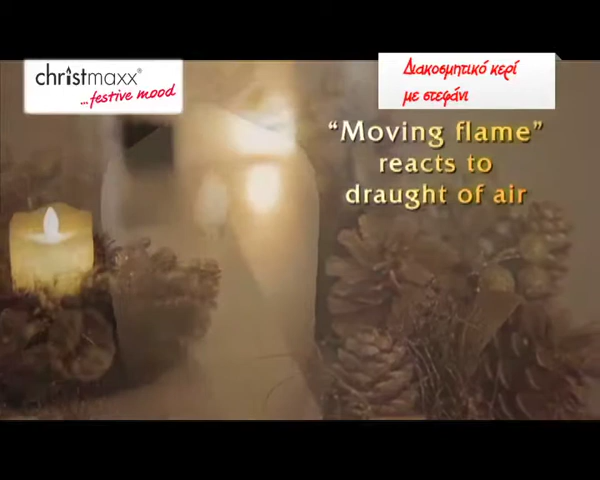 christmaxx®
...festive mood
Διακοσμητικό κερί
με στεφάνι
“Moving flame”
reacts to
draught of air